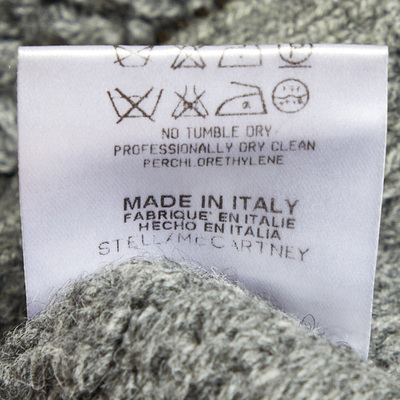 NO TUMBLE DRY
PROFESSIONALLY DRY CLEAN
PERCHLORETHYLENE
MADE IN ITALY
FABRIQUE' EN ITALIE
HECHO EN ITALIA
STELLA McCARTNEY